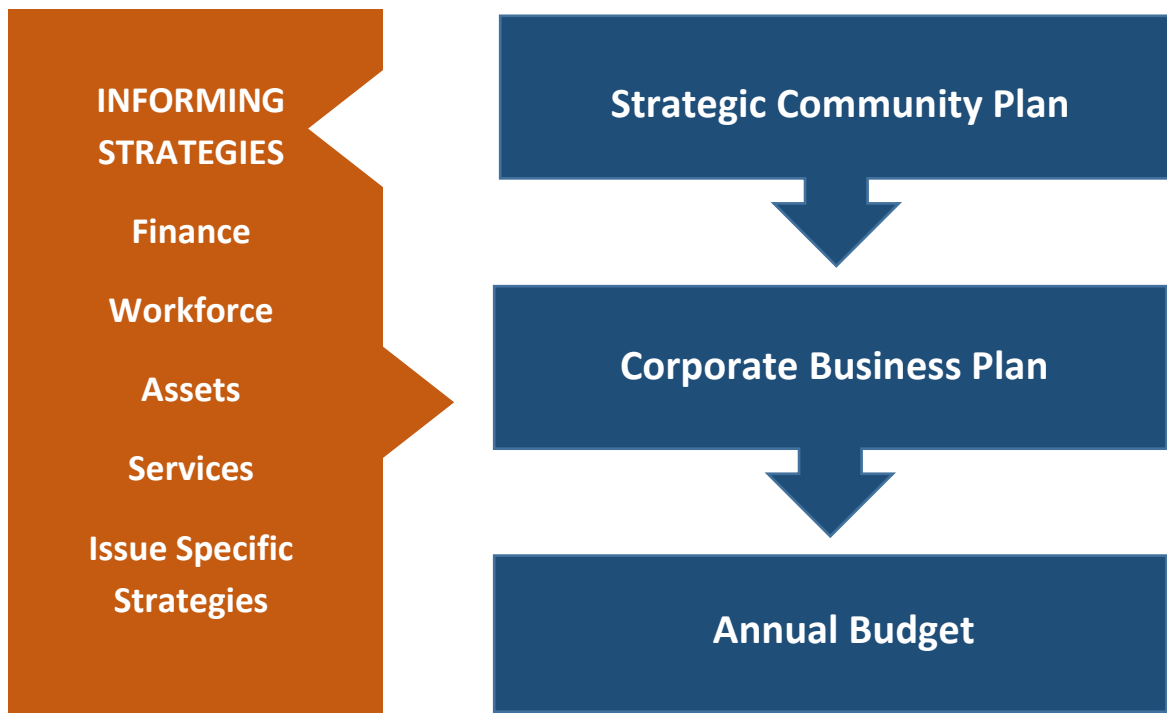 INFORMING
STRATEGIES
Finance
Workforce
Assets
Services
Issue Specific
Strategies
Strategic Community Plan
Corporate Business Plan
Annual Budget